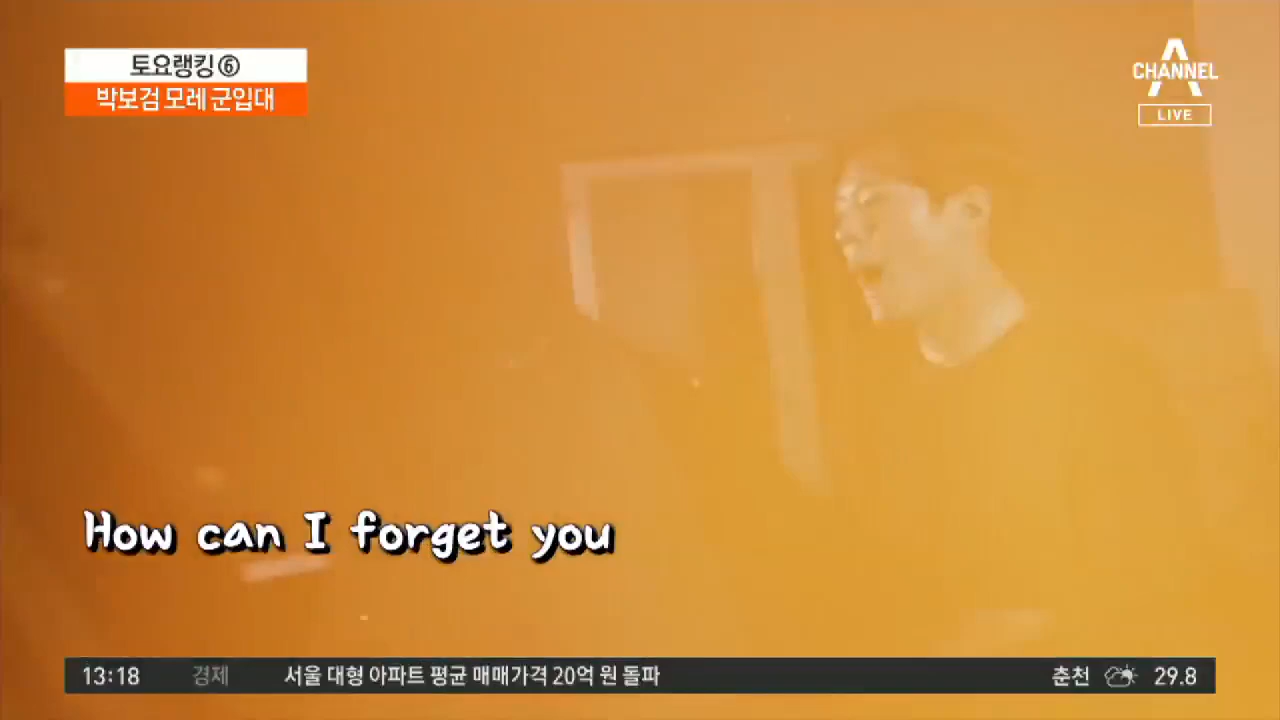 토요랭킹⑥
박보검 모레 군입대
CHANNEL A
LIVE
How can I forget you
13:18 경제 서울 대형 아파트 평균 매매가격 20억 원 돌파 춘천 29.8